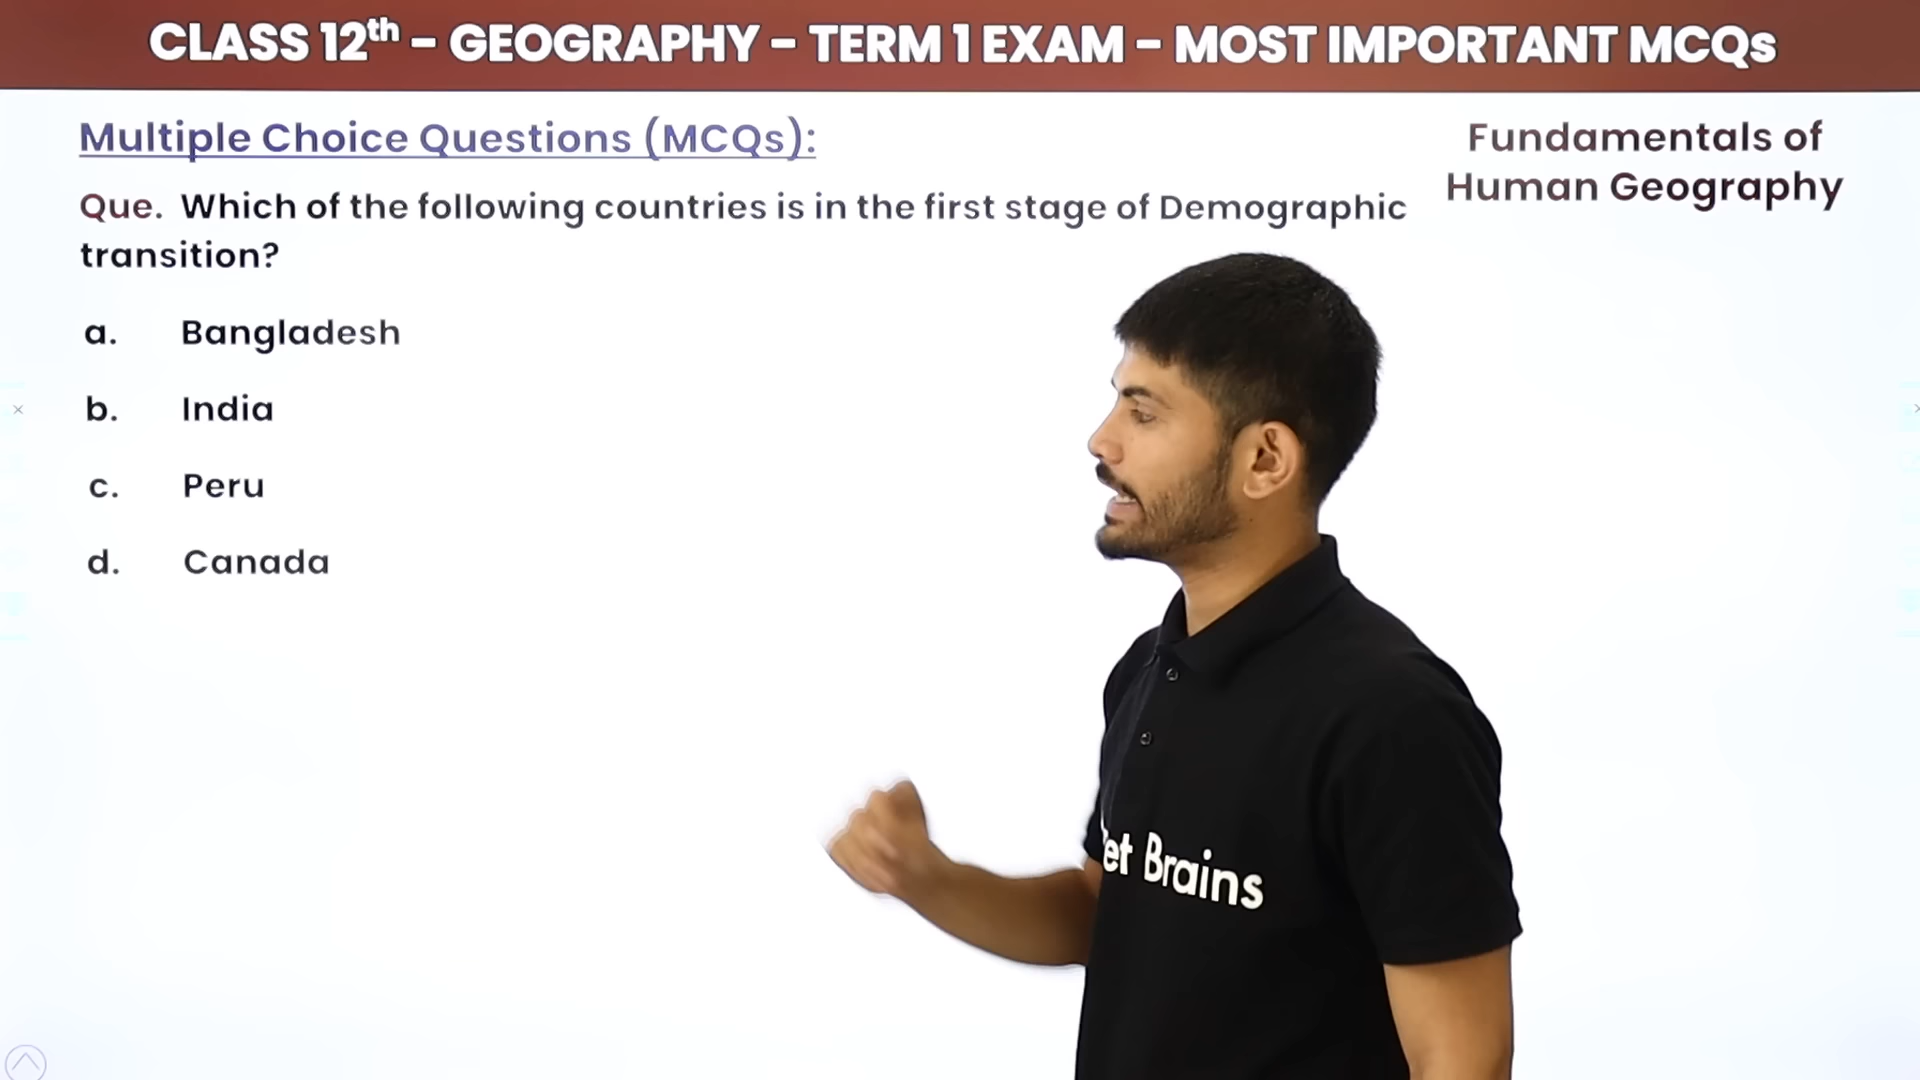 CLASS 12th - GEOGRAPHY - TERM 1 EXAM - MOST IMPORTANT MCQs
Multiple Choice Questions (MCQs):
Fundamentals of
Human Geography
Que. Which of the following countries is in the first stage of Demographic
transition?
a. Bangladesh
b. India
c. Peru
d. Canada
et Brains